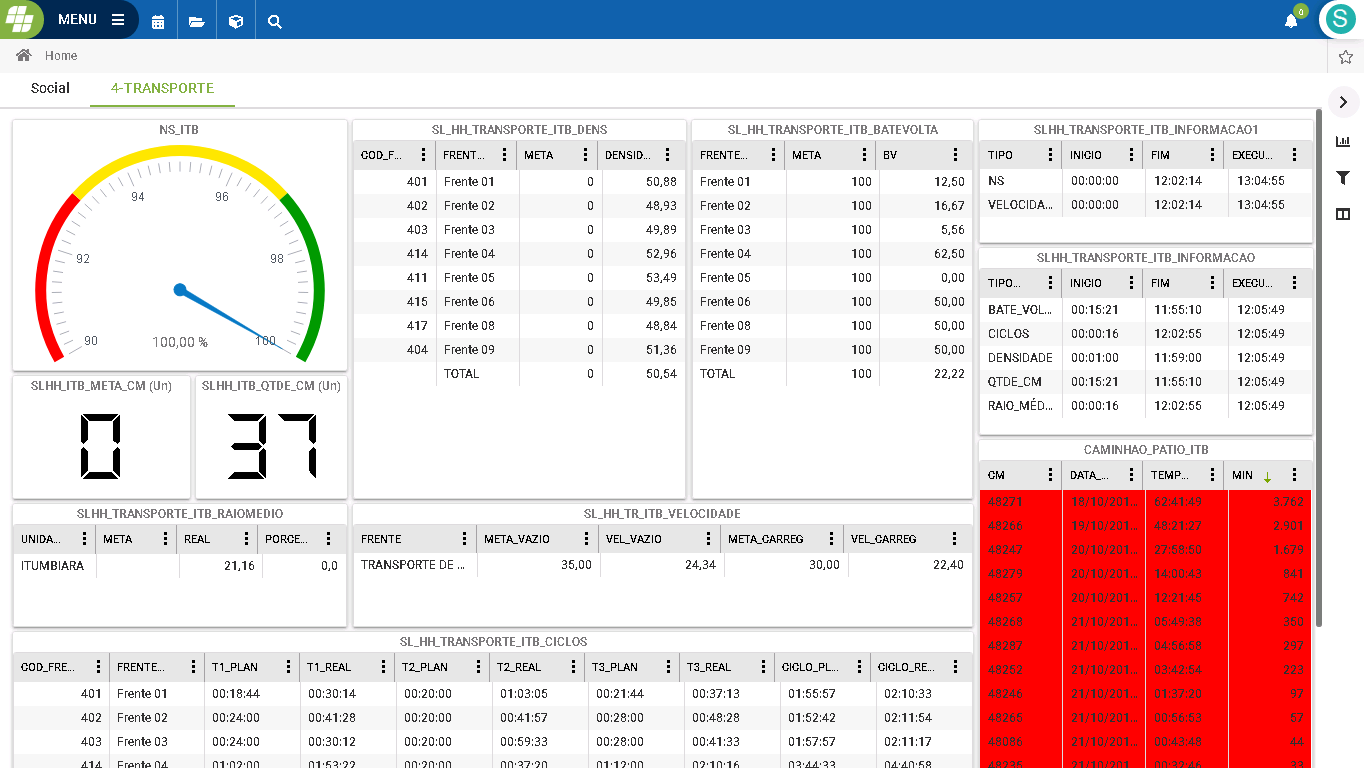 MENU
0
S
Home
Social 4-TRANSPORTE
NS_ITB
94 96
92 98
90 100,00 % 100
SLHH_ITB_META_CM (Un)
0
SLHH_ITB_QTDE_CM (Un)
37
SL_HH_TRANSPORTE_ITB_DENS
COD_F... FRENT... META DENSID...
401 Frente 01 0 50,88
402 Frente 02 0 48,93
403 Frente 03 0 49,89
414 Frente 04 0 52,96
411 Frente 05 0 53,49
415 Frente 06 0 49,85
417 Frente 08 0 48,84
404 Frente 09 0 51,36
TOTAL 0 50,54
SL_HH_TRANSPORTE_ITB_BATEVOLTA
FRENTE... META BV
Frente 01 100 12,50
Frente 02 100 16,67
Frente 03 100 5,56
Frente 04 100 62,50
Frente 05 100 0,00
Frente 06 100 50,00
Frente 08 100 50,00
Frente 09 100 50,00
TOTAL 100 22,22
SLHH_TRANSPORTE_ITB_INFORMACAO1
TIPO INICIO FIM EXECU...
NS 00:00:00 12:02:14 13:04:55
VELOCIDA... 00:00:00 12:02:14 13:04:55
SLHH_TRANSPORTE_ITB_INFORMACAO
TIPO... INICIO FIM EXECU...
BATE_VOL... 00:15:21 11:55:10 12:05:49
CICLOS 00:00:16 12:02:55 12:05:49
DENSIDADE 00:01:00 11:59:00 12:05:49
QTDE_CM 00:15:21 11:55:10 12:05:49
RAIO_MÉD... 00:00:16 12:02:55 12:05:49
SLHH_TRANSPORTE_ITB_RAIOMEDIO
UNIDA... META REAL PORCE...
ITUMBIARA 21,16 0,0
SL_HH_TR_ITB_VELOCIDADE
FRENTE META_VAZIO VEL_VAZIO META_CARREG VEL_CARREG
TRANSPORTE DE ... 35,00 24,34 30,00 22,40
CAMINHAO_PATIO_ITB
CM DATA_... TEMP... MIN
48271 18/10/201... 62:41:49 3.762
48266 19/10/201... 48:21:27 2.901
48247 20/10/201... 27:58:50 1.679
48279 20/10/201... 14:00:43 841
48257 20/10/201... 12:21:45 742
48268 21/10/201... 05:49:38 350
48287 21/10/201... 04:56:58 297
48252 21/10/201... 03:42:54 223
48246 21/10/201... 01:37:20 97
48265 21/10/201... 00:56:53 57
48086 21/10/201... 00:43:48 44
SL_HH_TRANSPORTE_ITB_CICLOS
COD_FRE... FRENTE... T1_PLAN T1_REAL T2_PLAN T2_REAL T3_PLAN T3_REAL CICLO_PL... CICLO_RE...
401 Frente 01 00:18:44 00:30:14 00:20:00 01:03:05 00:21:44 00:37:13 01:55:57 02:10:33
402 Frente 02 00:24:00 00:41:28 00:20:00 00:41:57 00:28:00 00:48:28 01:52:42 02:11:54
403 Frente 03 00:24:00 00:30:12 00:20:00 00:59:33 00:28:00 00:41:33 01:57:57 02:11:17
414 Frente 04 01:02:00 01:53:22 00:20:00 00:37:20 01:12:00 02:10:16 03:44:33 04:40:58